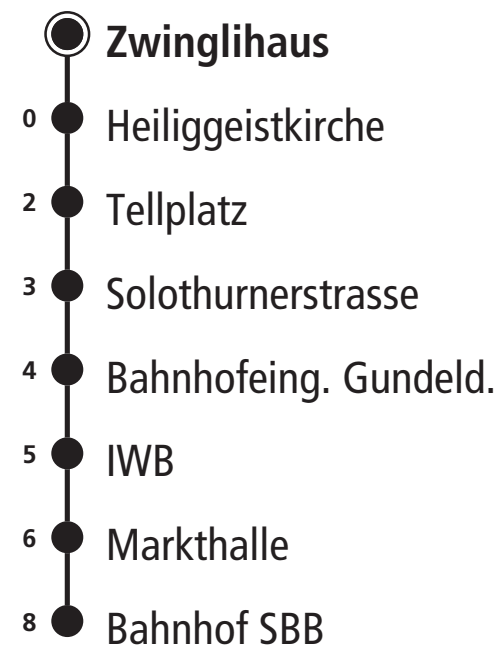 Zwinglihaus
0 Heiliggeistkirche
2 Tellplatz
3 Solothurnerstrasse
4 Bahnhofeing. Gundeld.
5 IWB
6 Markthalle
8 Bahnhof SBB